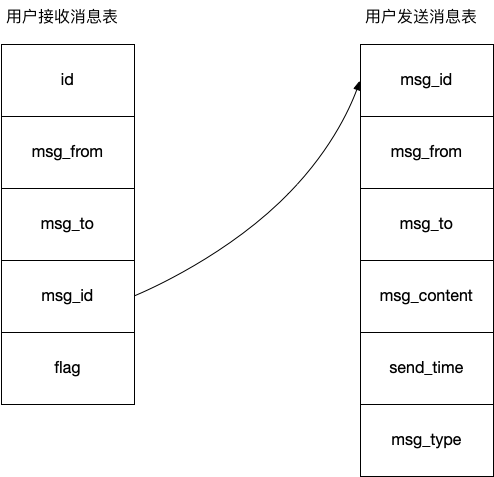 用户接收消息表
id
msg_from
msg_to
msg_id
flag
用户发送消息表
msg_id
msg_from
msg_to
msg_content
send_time
msg_type